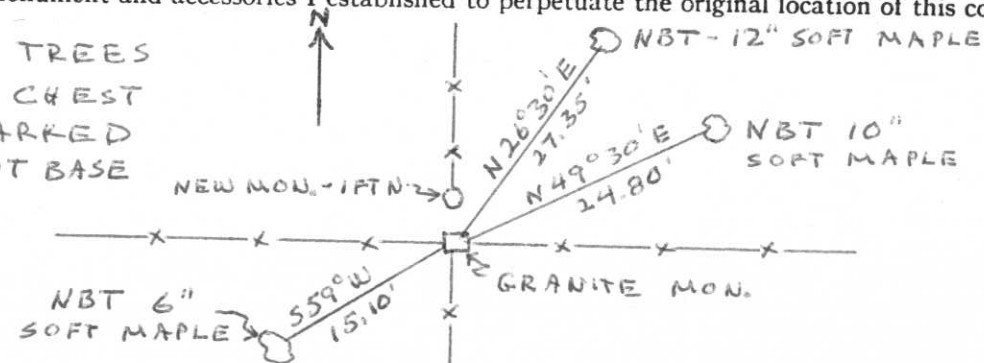 monument and accessories I established to perpetuate the original location of this co
TREES
CHEST
ARKED
T BASE
N
NBT - 12" SOFT MAPLE
N26°30'E
27.35'
NBT 10"
SOFT MAPLE
N49°30'E
24.80'
NEW MON. - 1FT N.
GRANITE MON.
S59°W
15.10'
NBT 6"
SOFT MAPLE